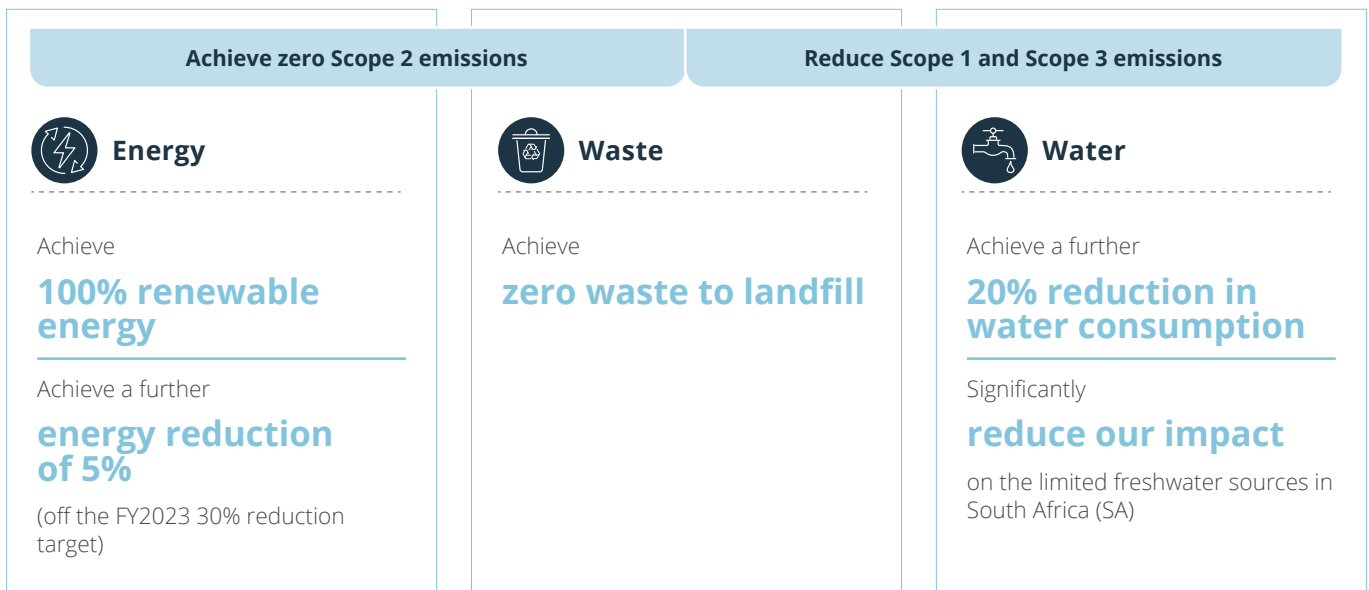 Achieve zero Scope 2 emissions
Reduce Scope 1 and Scope 3 emissions
Energy
Achieve
100% renewable
energy
Achieve a further
energy reduction
of 5%
(off the FY2023 30% reduction
target)
Waste
Achieve
zero waste to landfill
Water
Achieve a further
20% reduction in
water consumption
Significantly
reduce our impact
on the limited freshwater sources in
South Africa (SA)